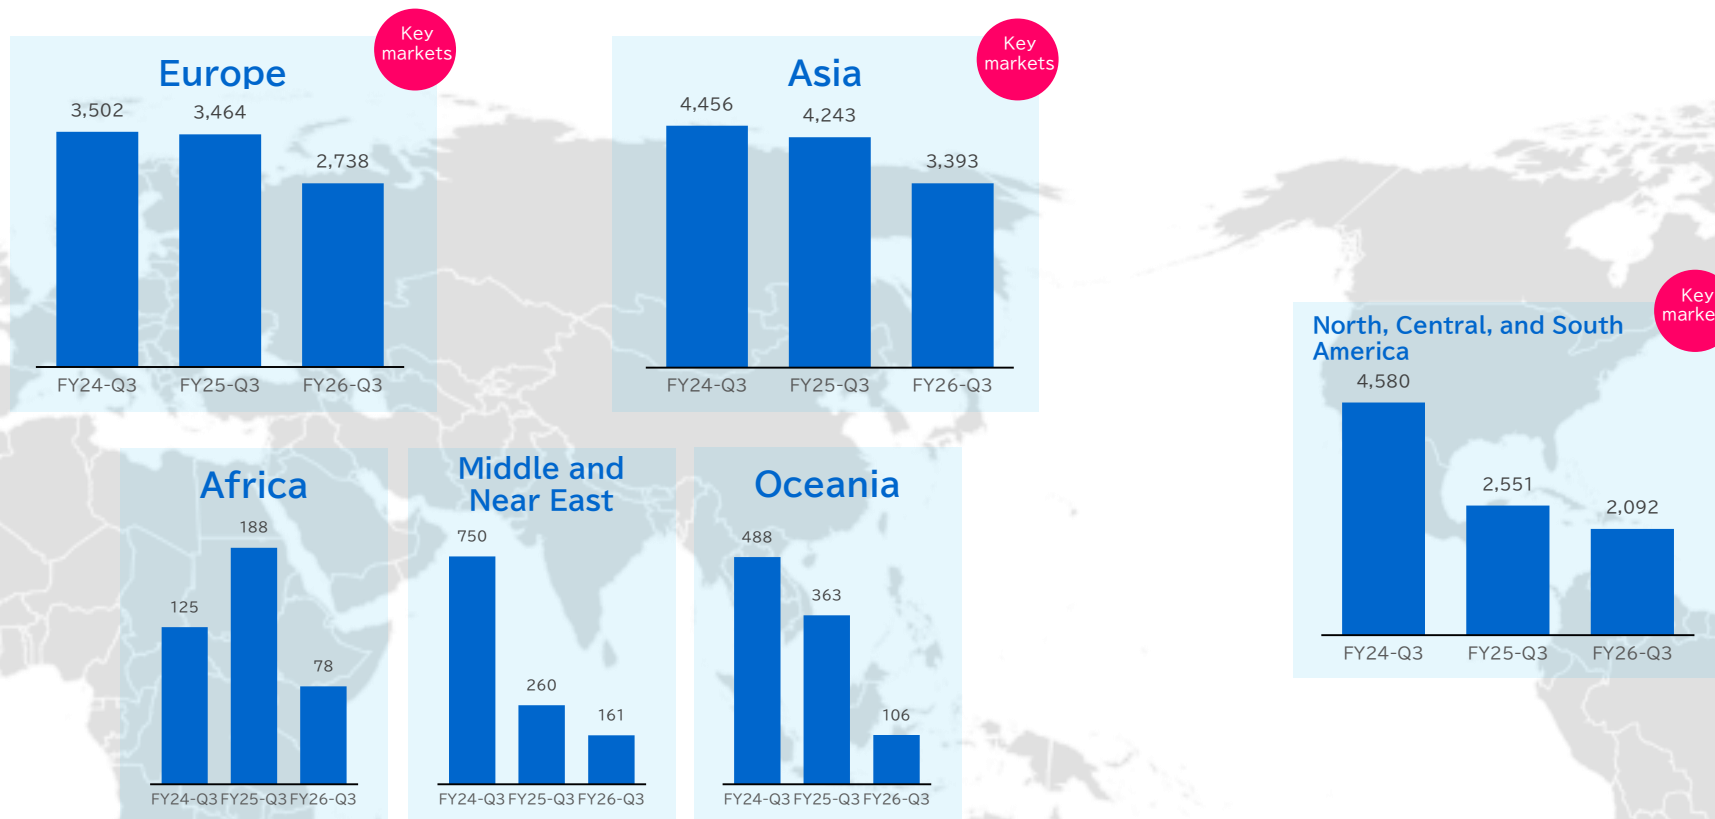 Key
markets
Europe
3,502
3,464
2,738
FY24-Q3
FY25-Q3
FY26-Q3
Key
markets
Asia
4,456
4,243
3,393
FY24-Q3
FY25-Q3
FY26-Q3
Key
marke
North, Central, and South
America
4,580
2,551
2,092
FY24-Q3
FY25-Q3
FY26-Q3
Africa
125
188
78
FY24-Q3
FY25-Q3
FY26-Q3
Middle and
Near East
750
260
161
FY24-Q3
FY25-Q3
FY26-Q3
Oceania
488
363
106
FY24-Q3
FY25-Q3
FY26-Q3